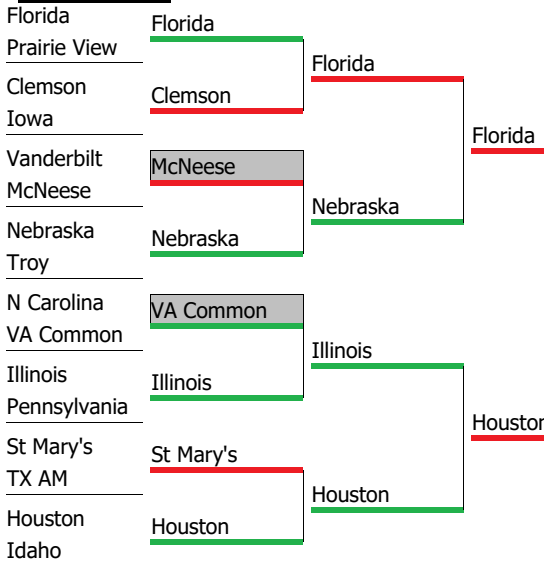 Florida
Prairie View
Clemson
Iowa
Vanderbilt
McNeese
Nebraska
Troy
N Carolina
VA Common
Illinois
Pennsylvania
St Mary's
TX AM
Houston
Idaho
Florida
Clemson
McNeese
Nebraska
VA Common
Illinois
St Mary's
Houston
Florida
Nebraska
Illinois
Houston
Florida
Houston